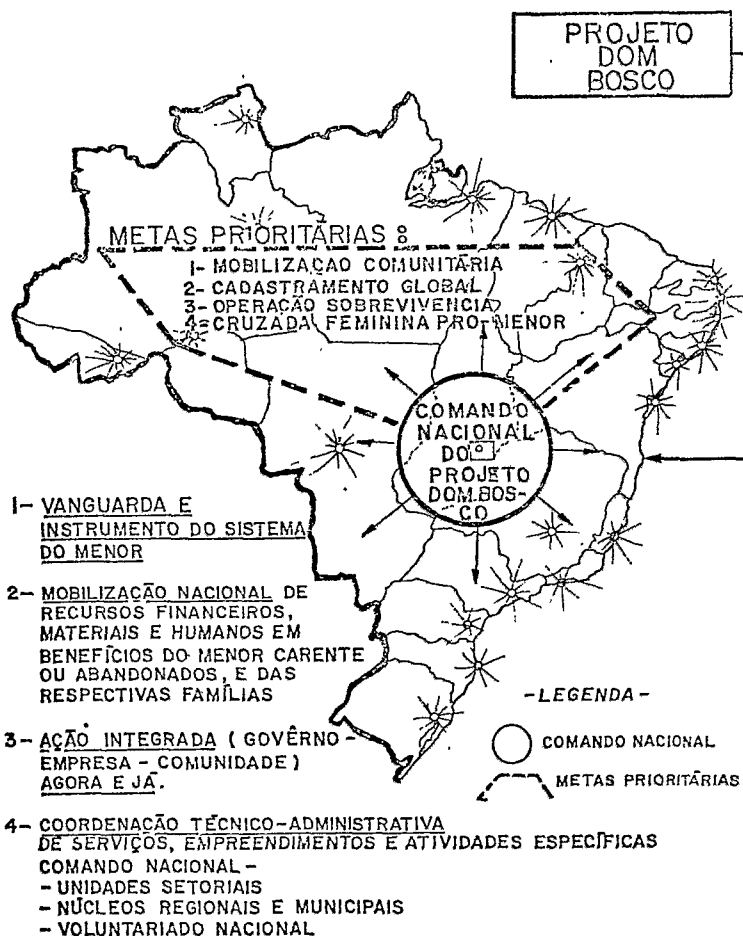 PROJETO
DOM
BOSCO
METAS PRIORITÁRIAS :
1- MOBILIZAÇAO COMUNITÁRIA
2- CADASTRAMENTO GLOBAL
3- OPERAÇÃO SOBREVIVENCIA
4- CRUZADA FEMININA PRO-MENOR
COMANDO
NACIONAL
DO
PROJETO
DOM.BOS-
CO
1- VANGUARDA E
INSTRUMENTO DO SISTEMA
DO MENOR
2- MOBILIZAÇÃO NACIONAL DE
RECURSOS FINANCEIROS,
MATERIAIS E HUMANOS EM
BENEFÍCIOS DO MENOR CARENTE
OU ABANDONADOS, E DAS
RESPECTIVAS FAMÍLIAS
3- AÇÃO INTEGRADA ( GOVÊRNO -
EMPRESA - COMUNIDADE )
AGORA E JÁ.
4- COORDENAÇÃO TÉCNICO-ADMINISTRATIVA
DE SERVIÇOS, EMPREENDIMENTOS E ATIVIDADES ESPECÍFICAS
COMANDO NACIONAL -
- UNIDADES SETORIAIS
- NÚCLEOS REGIONAIS E MUNICIPAIS
- VOLUNTARIADO NACIONAL
- LEGENDA -
COMANDO NACIONAL
METAS PRIORITÁRIAS